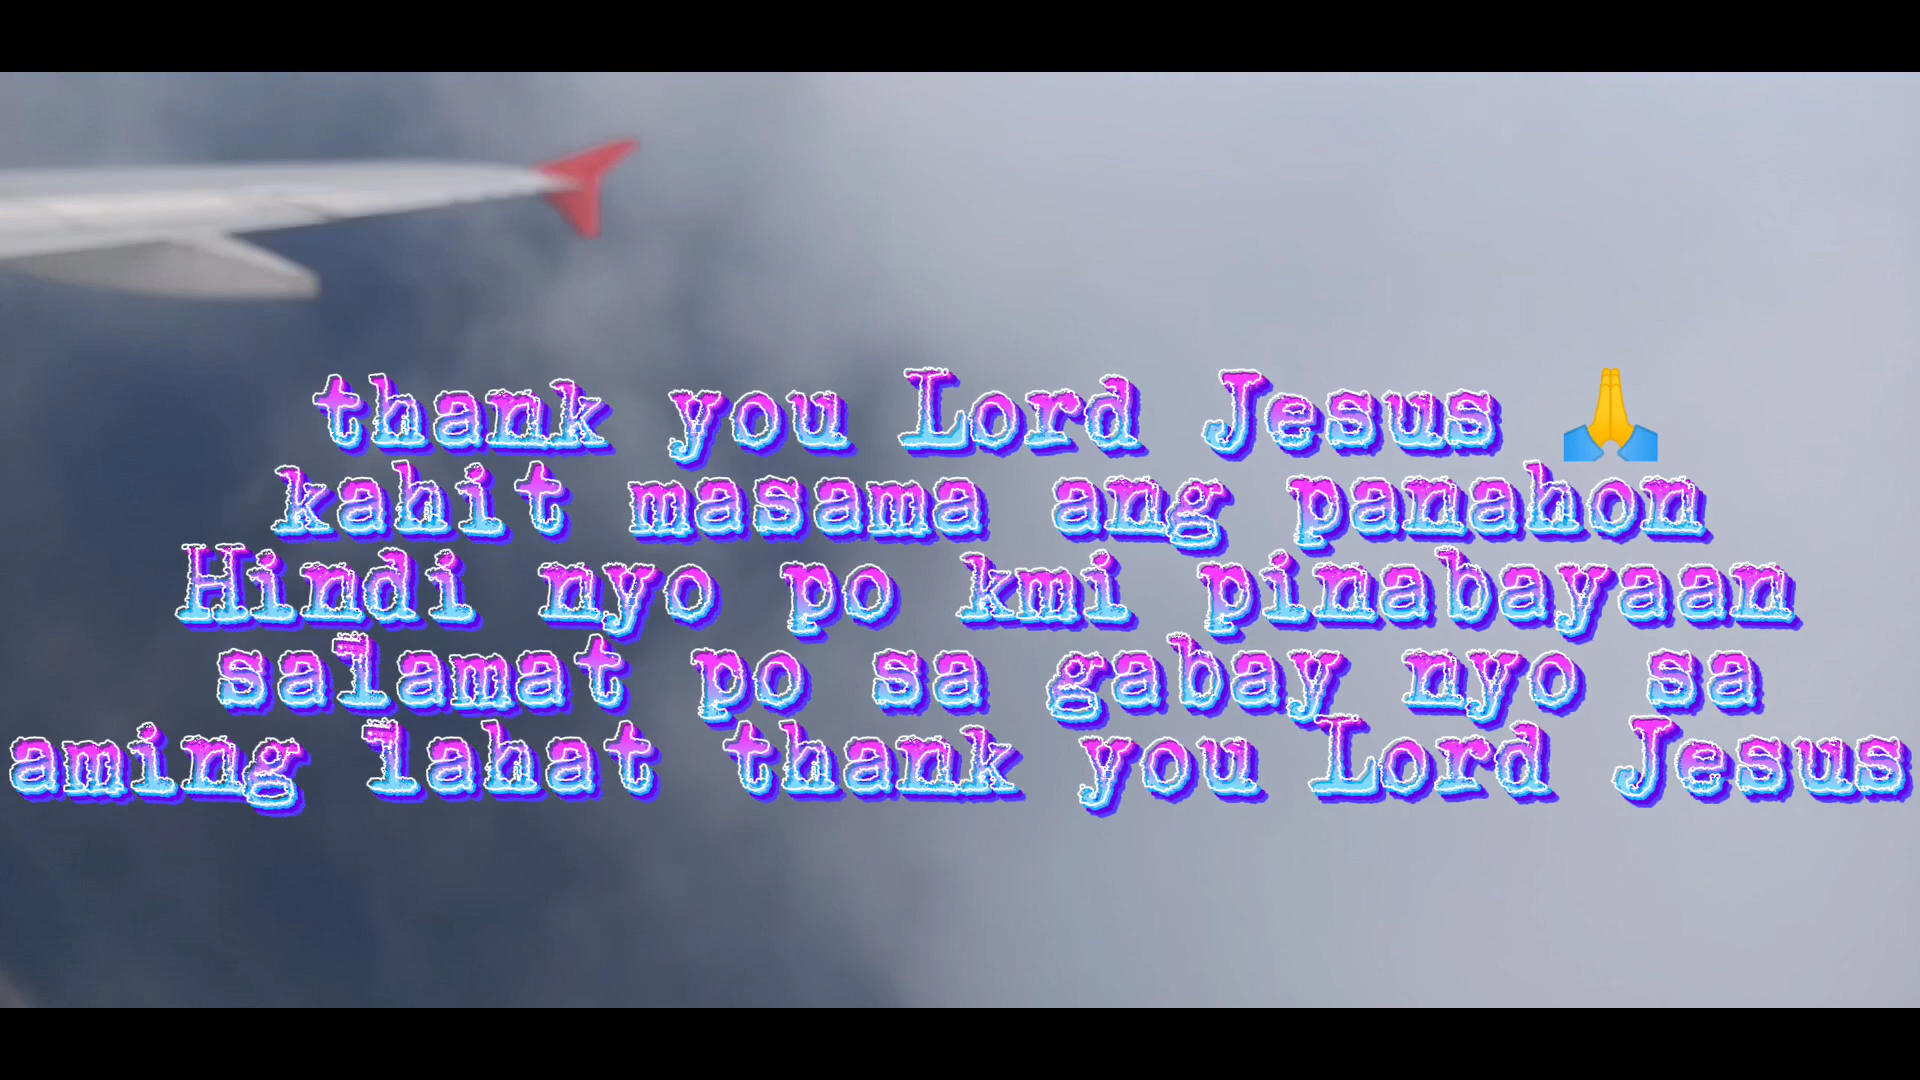 thank you Lord Jesus 🙏
kahit masama ang panahon
Hindi nyo po kmi pinabayaan
salamat po sa gabay nyo sa
aming lahat thank you Lord Jesus